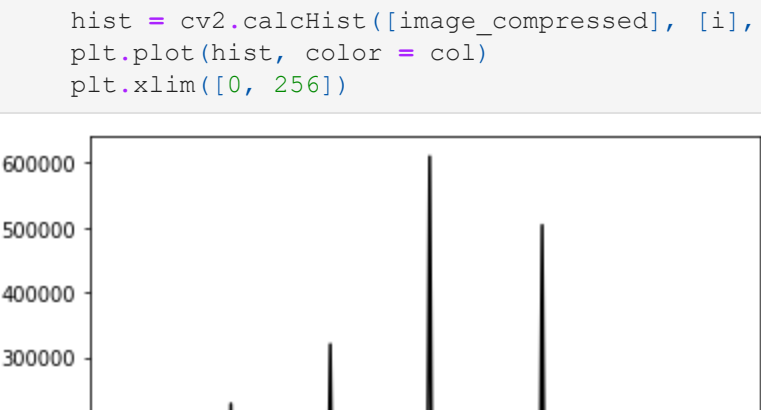 hist = cv2.calcHist([image_compressed], [i],
plt.plot(hist, color = col)
plt.xlim([0, 256])
600000
500000
400000
300000